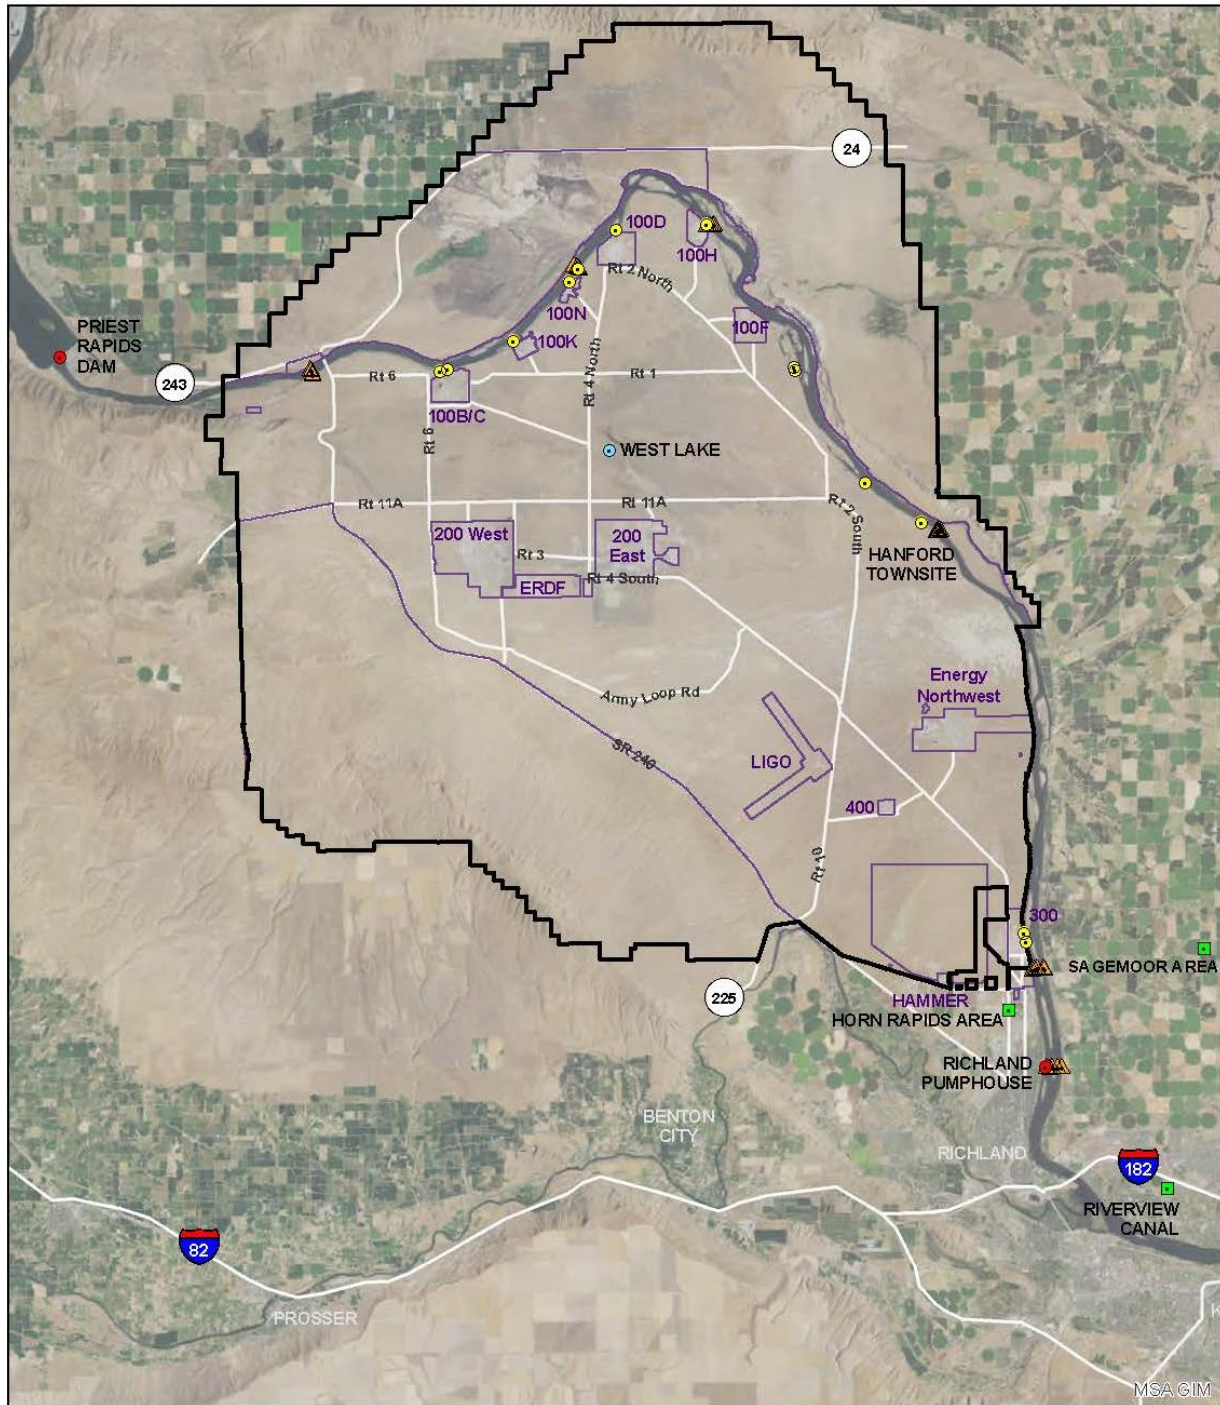 24
100D
100H
Rt 2 North
100N
PRIEST
RAPIDS
DAM
100F
100K
Rt 4 North
243
Rt 6
Rt 1
100B/C
Rt 6
WEST LAKE
Rt 11A
Rt 11A
Rt 2 South
200 West
200
East
Rt 3
HANFORD
TOWNSITE
ERDF
Rt 4 South
Energy
Northwest
Army Loop Rd
SR 240
LIGO
400
Rt 10
300
SAGEMOOR AREA
225
HAMMER
HORN RAPIDS AREA
RICHLAND
PUMPHOUSE
BENTON
CITY
RICHLAND
182
RIVERVIEW
CANAL
82
PROSSER
K
MSA GIM